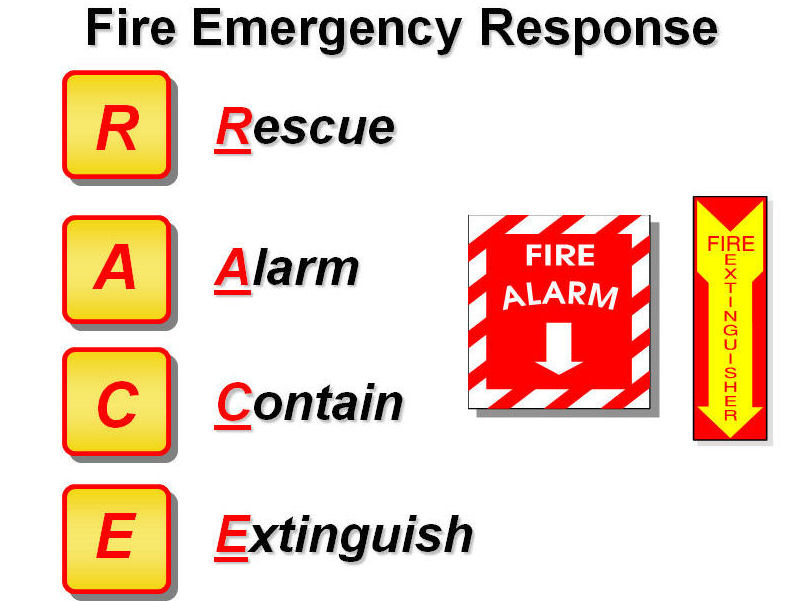 Fire Emergency Response
R
Rescue
A
Alarm
C
Contain
E
Extinguish
FIRE
ALARM
FIRE
EXTINGUISHER